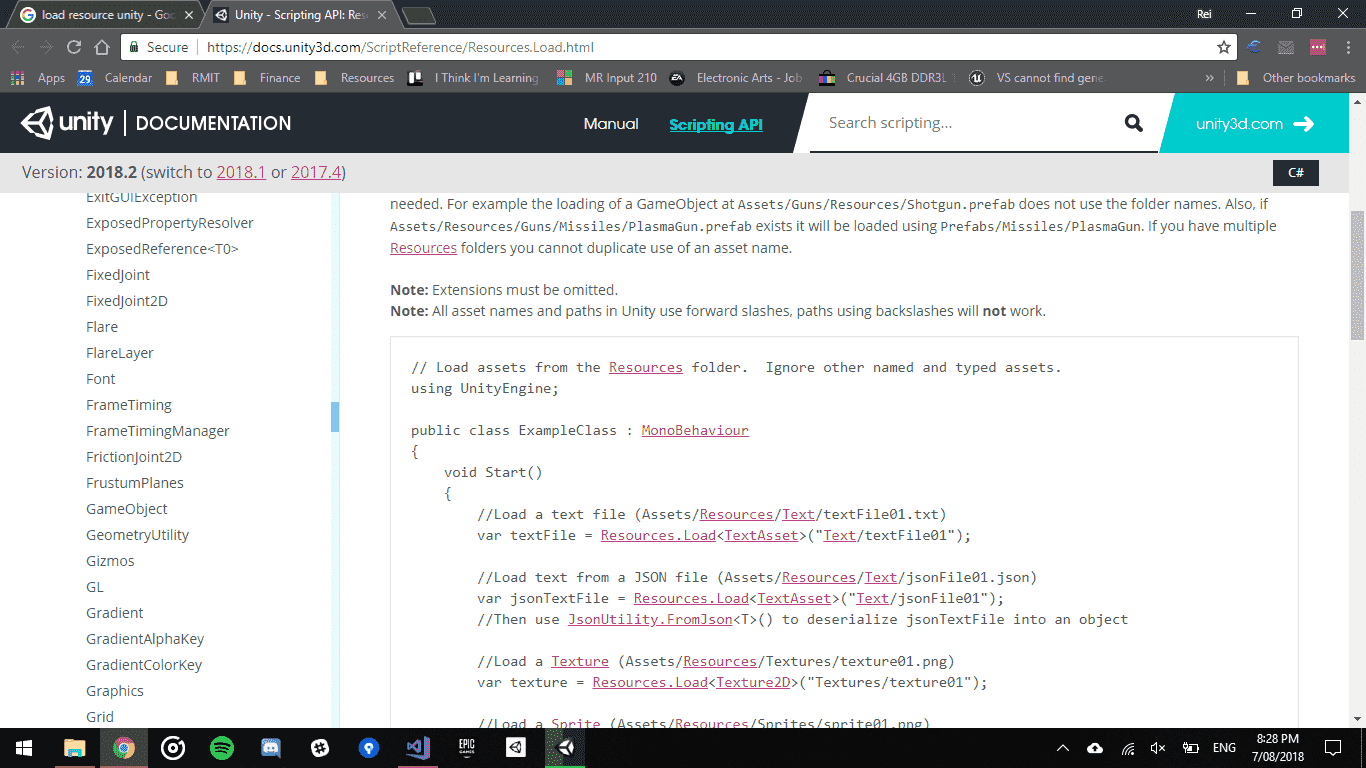 load resource unity - Goo
Unity - Scripting API: Res
Rei
Secure
https://docs.unity3d.com/ScriptReference/Resources.Load.html
Apps
29
Calendar
RMIT
Finance
Resources
I Think I'm Learning
MR Input 210
EA
Electronic Arts - Job
Crucial 4GB DDR3L 1
VS cannot find gene
»
Other bookmarks
unity | DOCUMENTATION
Manual
Scripting API
Search scripting...
unity3d.com
Version: 2018.2 (switch to 2018.1 or 2017.4)
C#
ExitGUIException
ExposedPropertyResolver
ExposedReference<T0>
FixedJoint
FixedJoint2D
Flare
FlareLayer
Font
FrameTiming
FrameTimingManager
FrictionJoint2D
FrustumPlanes
GameObject
GeometryUtility
Gizmos
GL
Gradient
GradientAlphaKey
GradientColorKey
Graphics
Grid
needed. For example the loading of a GameObject at Assets/Guns/Resources/Shotgun.prefab does not use the folder names. Also, if
Assets/Resources/Guns/Missiles/PlasmaGun.prefab exists it will be loaded using Prefabs/Missiles/PlasmaGun. If you have multiple
Resources folders you cannot duplicate use of an asset name.
Note: Extensions must be omitted.
Note: All asset names and paths in Unity use forward slashes, paths using backslashes will not work.
// Load assets from the Resources folder.  Ignore other named and typed assets.
using UnityEngine;
public class ExampleClass : MonoBehaviour
{
void Start()
{
//Load a text file (Assets/Resources/Text/textFile01.txt)
var textFile = Resources.Load<TextAsset>("Text/textFile01");
//Load text from a JSON file (Assets/Resources/Text/jsonFile01.json)
var jsonTextFile = Resources.Load<TextAsset>("Text/jsonFile01");
//Then use JsonUtility.FromJson<T>() to deserialize jsonTextFile into an object
//Load a Texture (Assets/Resources/Textures/texture01.png)
var texture = Resources.Load<Texture2D>("Textures/texture01");
//Load a Sprite (Assets/Resources/Sprites/sprite01.png)
EPIC
GAMES
ENG
8:28 PM
7/08/2018